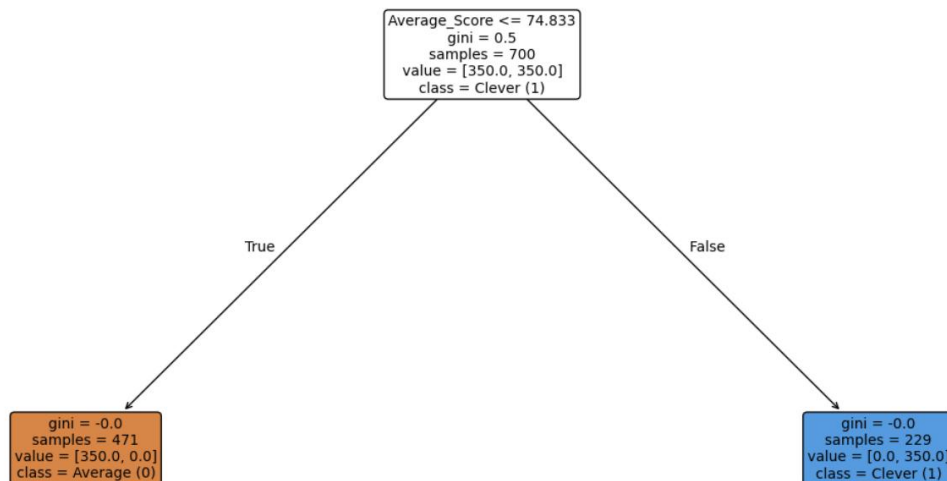 Average_Score <= 74.833
gini = 0.5
samples = 700
value = [350.0, 350.0]
class = Clever (1)
True
False
gini = -0.0
samples = 471
value = [350.0, 0.0]
class = Average (0)
gini = -0.0
samples = 229
value = [0.0, 350.0]
class = Clever (1)